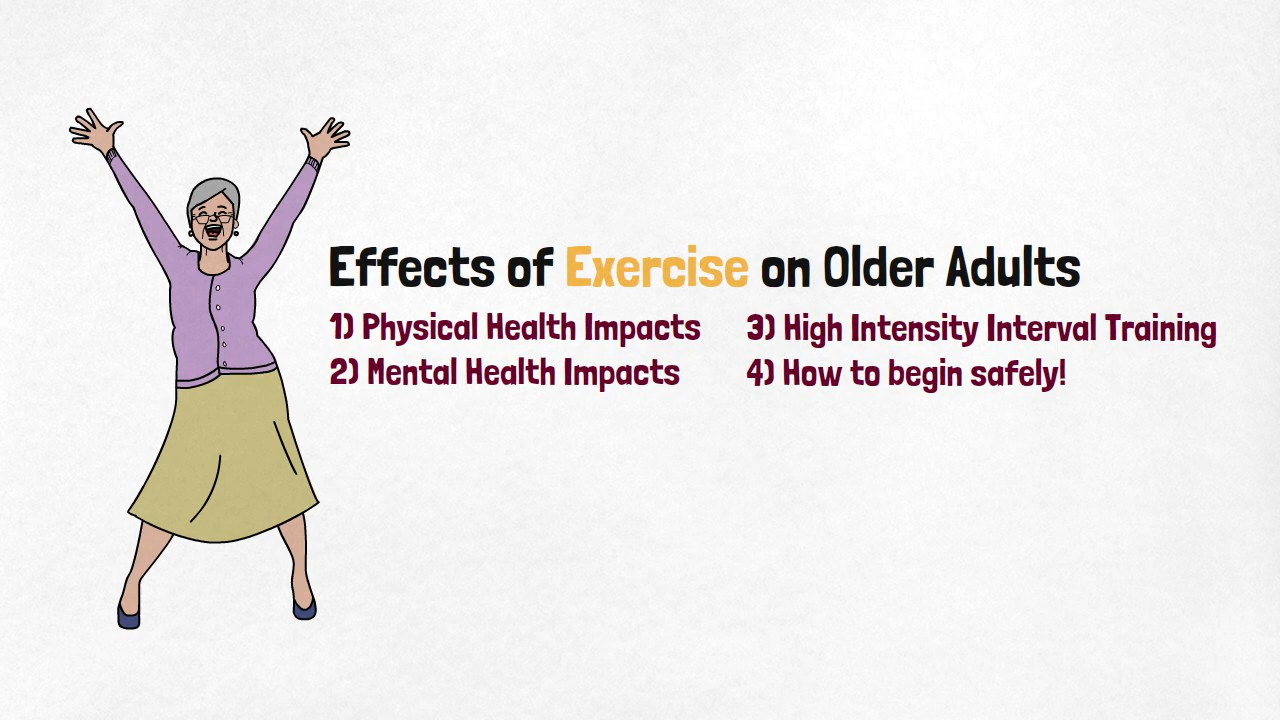 Effects of Exercise on Older Adults
1) Physical Health Impacts
2) Mental Health Impacts
3) High Intensity Interval Training
4) How to begin safely!